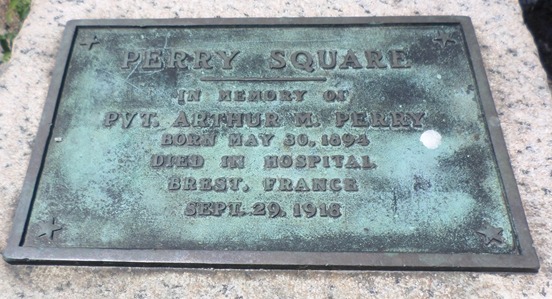 PERRY SQUARE
IN MEMORY OF
PVT. ARTHUR M. PERRY
BORN MAY 30, 1894
DIED IN HOSPITAL
BREST, FRANCE
SEPT. 29, 1918